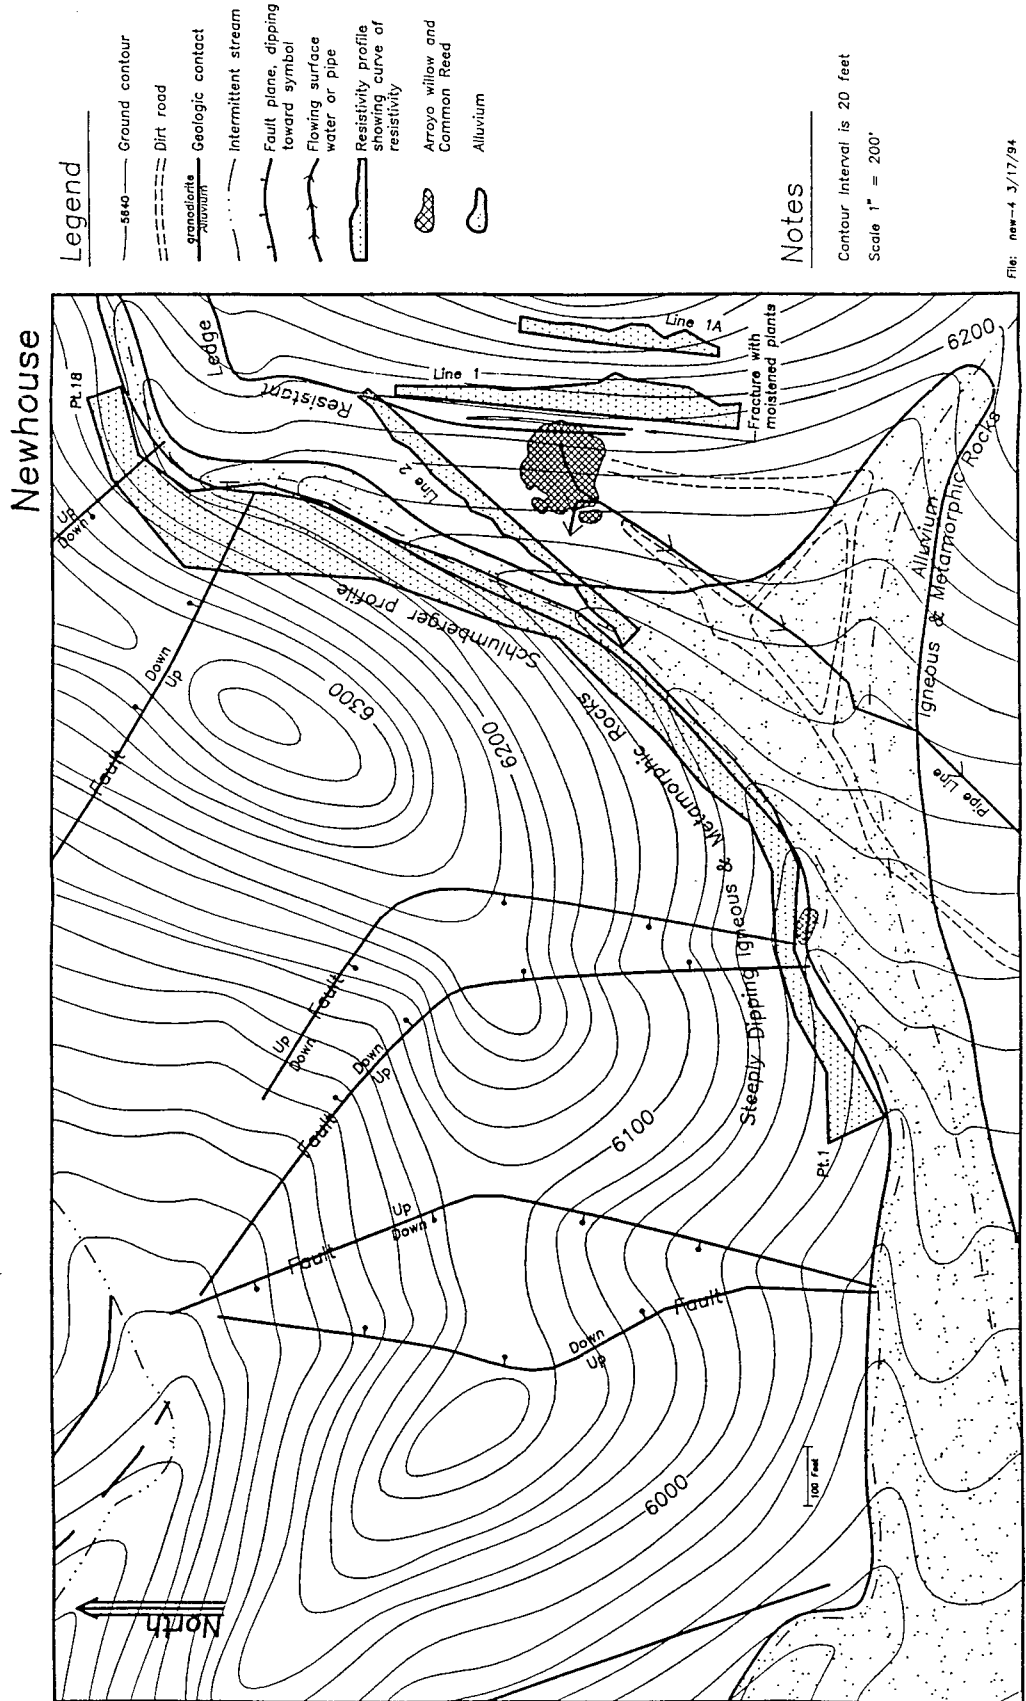 Newhouse
Legend
5640 Ground contour
Dirt road
granodiorite
Alluvium
Geologic contact
Intermittent stream
Fault plane, dipping
toward symbol
Flowing surface
water or pipe
Resistivity profile
showing curve of
resistivity
Arroyo willow and
Common Reed
Alluvium
Notes
Contour Interval is 20 feet
Scale 1" = 200'
File: new-4 3/17/94
Pt.18
Up
Down
Ledge
Resistant
Line 1
Line 1A
Line 2
Fracture with
moistened plants
6200
Schlumberger profile
Down
Up
Fault
6300
6200
Steeply Dipping Igneous & Metamorphic Rocks
Alluvium
Igneous & Metamorphic Rocks
Pipe Line
Fault
Up
Down
Down
Up
Fault
6100
Pt.1
Up
Down
Fault
Down
Up
Fault
6000
100 Feet
North